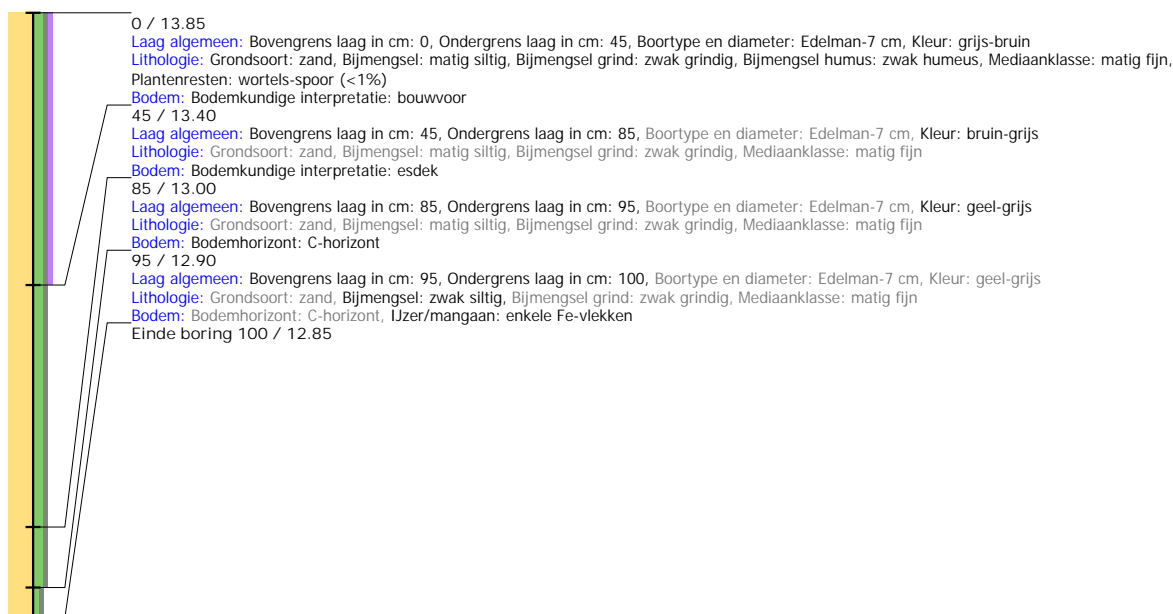 0 / 13.85
Laag algemeen: Bovengrens laag in cm: 0, Ondergrens laag in cm: 45, Boortype en diameter: Edelman-7 cm, Kleur: grijs-bruin
Lithologie: Grondsoort: zand, Bijmengsel: matig siltig, Bijmengsel grind: zwak grindig, Bijmengsel humus: zwak humeus, Mediaanklasse: matig fijn,
Plantenresten: wortels-spoor (<1%)
Bodem: Bodemkundige interpretatie: bouwvoor
45 / 13.40
Laag algemeen: Bovengrens laag in cm: 45, Ondergrens laag in cm: 85, Boortype en diameter: Edelman-7 cm, Kleur: bruin-grijs
Lithologie: Grondsoort: zand, Bijmengsel: matig siltig, Bijmengsel grind: zwak grindig, Mediaanklasse: matig fijn
Bodem: Bodemkundige interpretatie: esdek
85 / 13.00
Laag algemeen: Bovengrens laag in cm: 85, Ondergrens laag in cm: 95, Boortype en diameter: Edelman-7 cm, Kleur: geel-grijs
Lithologie: Grondsoort: zand, Bijmengsel: matig siltig, Bijmengsel grind: zwak grindig, Mediaanklasse: matig fijn
Bodem: Bodemhorizont: C-horizont
95 / 12.90
Laag algemeen: Bovengrens laag in cm: 95, Ondergrens laag in cm: 100, Boortype en diameter: Edelman-7 cm, Kleur: geel-grijs
Lithologie: Grondsoort: zand, Bijmengsel: zwak siltig, Bijmengsel grind: zwak grindig, Mediaanklasse: matig fijn
Bodem: Bodemhorizont: C-horizont, IJzer/mangaan: enkele Fe-vlekken
Einde boring 100 / 12.85